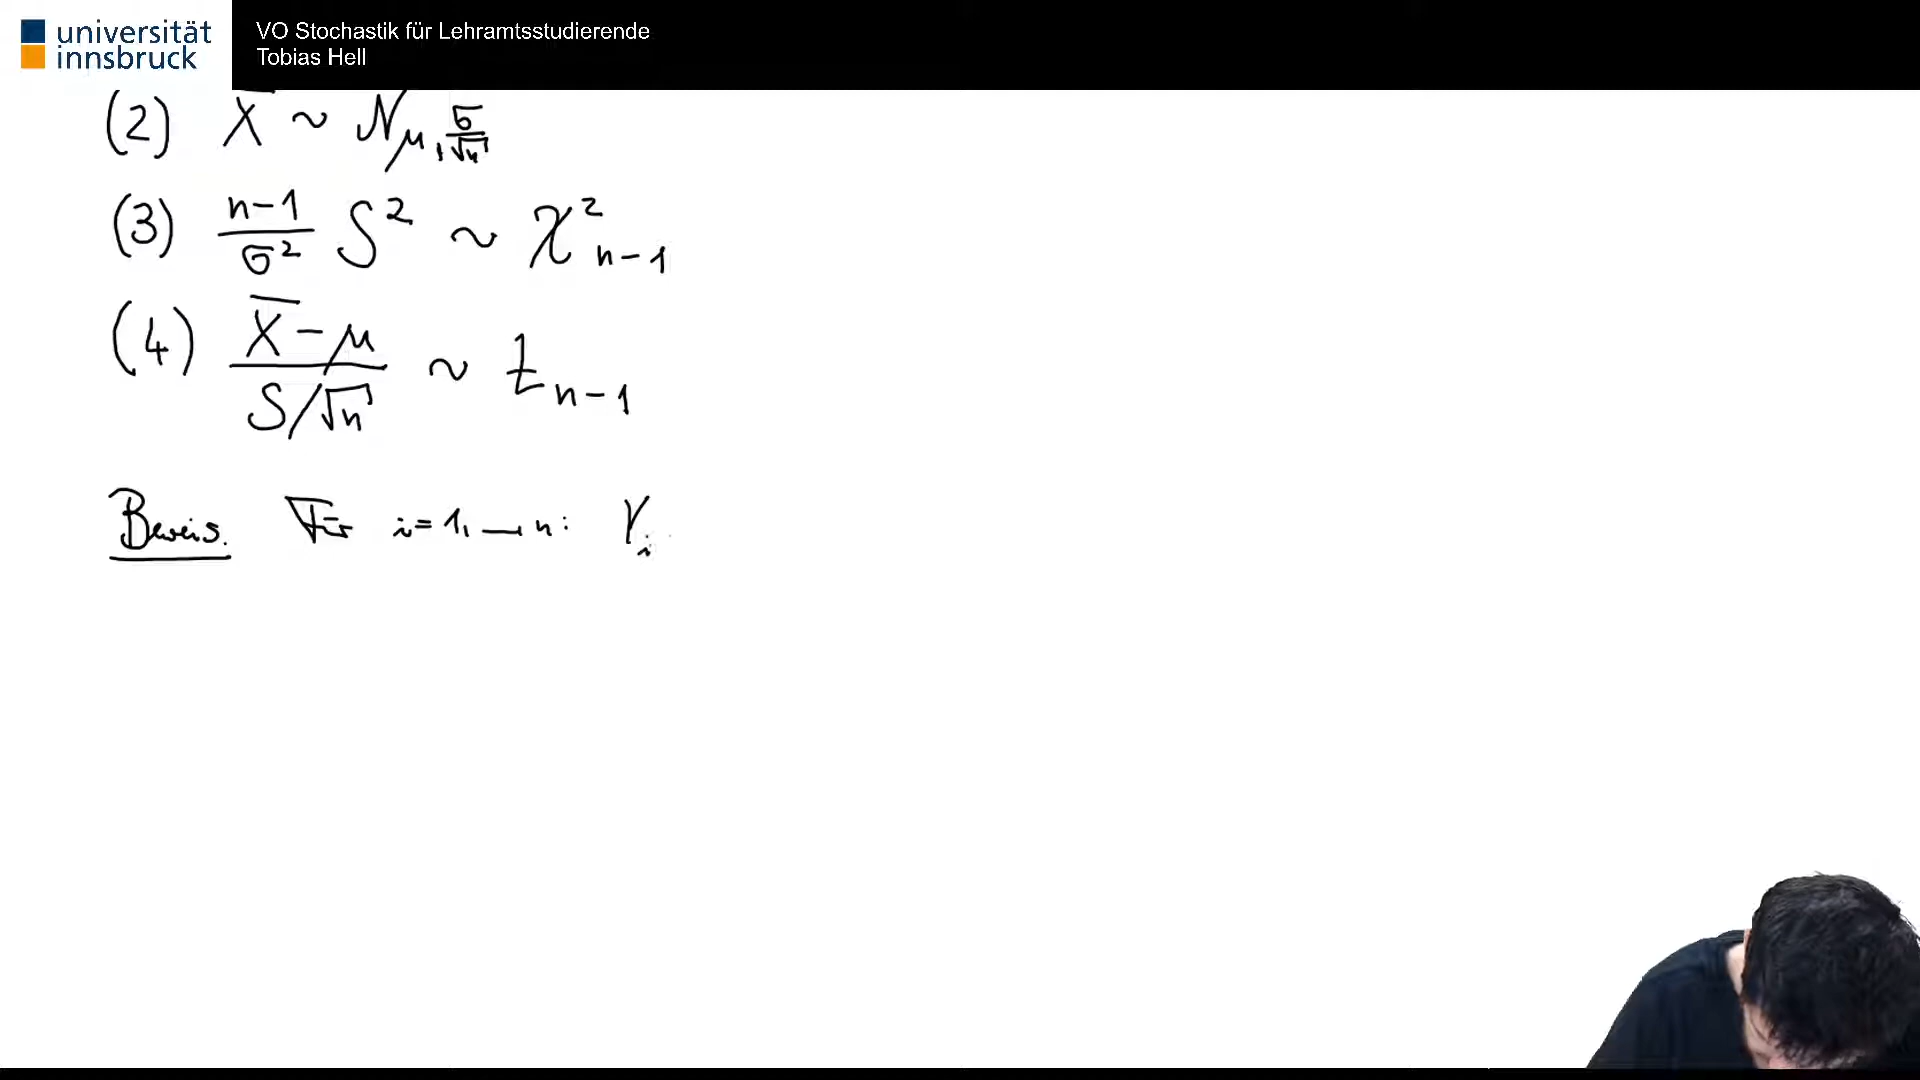 universität
innsbruck
VO Stochastik für Lehramtsstudierende
Tobias Hell
(2) X̅ ~ 𝒩_{μ, σ/√n}
(3) (n-1)/σ² S² ~ χ²_{n-1}
(4) (X̅-μ)/(S/√n) ~ t_{n-1}
Beweis. Für i=1,—,n: Y_i